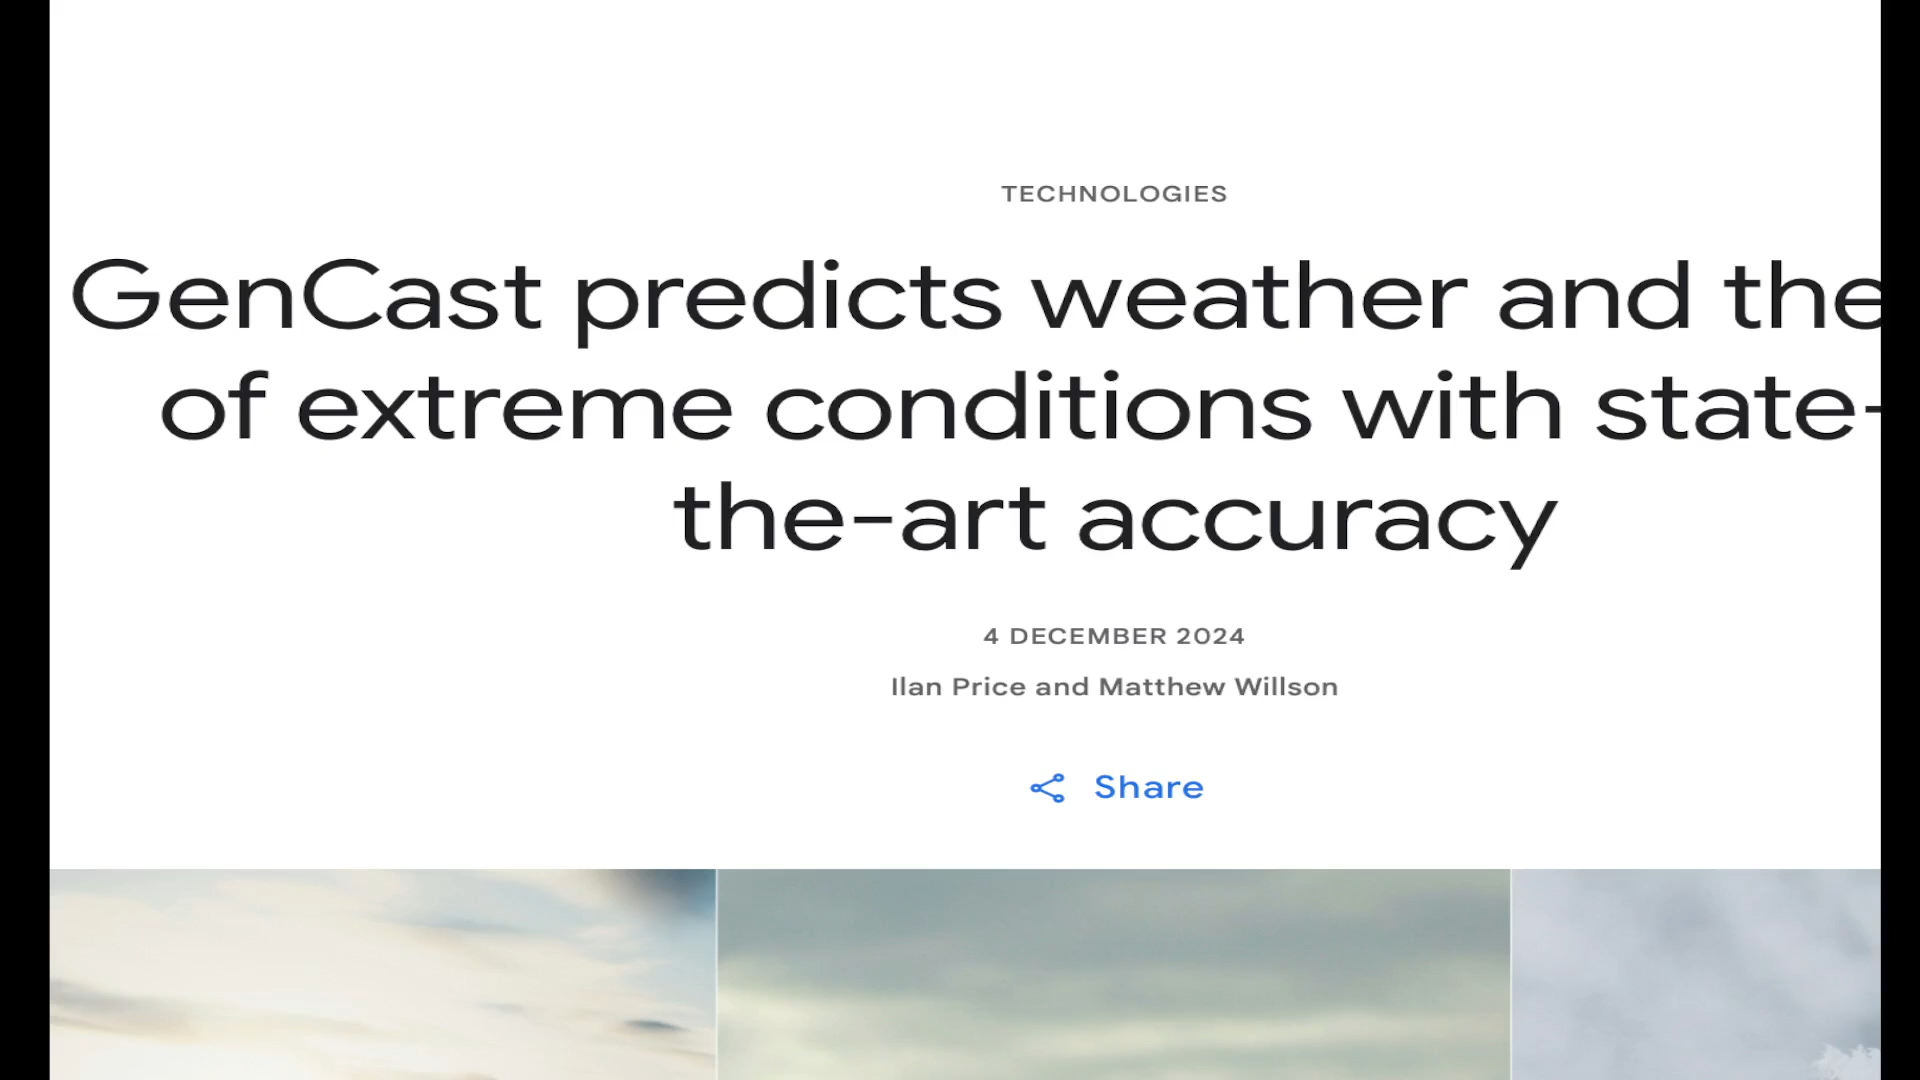 TECHNOLOGIES
GenCast predicts weather and the
of extreme conditions with state-
the-art accuracy
4 DECEMBER 2024
Ilan Price and Matthew Willson
Share